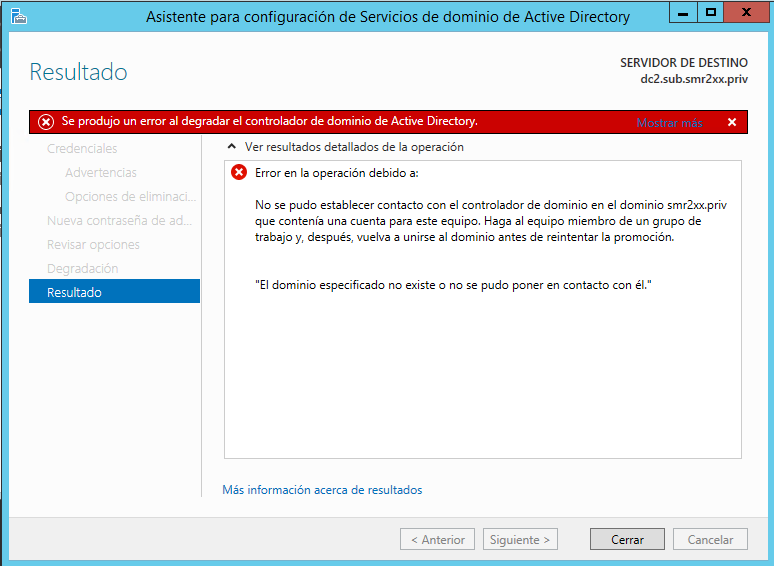 Asistente para configuración de Servicios de dominio de Active Directory
Resultado
SERVIDOR DE DESTINO
dc2.sub.smr2xx.priv
Se produjo un error al degradar el controlador de dominio de Active Directory.
Mostrar más
Credenciales
Advertencias
Opciones de eliminaci...
Nueva contraseña de ad...
Revisar opciones
Degradación
Resultado
Ver resultados detallados de la operación
Error en la operación debido a:
No se pudo establecer contacto con el controlador de dominio en el dominio smr2xx.priv
que contenía una cuenta para este equipo. Haga al equipo miembro de un grupo de
trabajo y, después, vuelva a unirse al dominio antes de reintentar la promoción.
"El dominio especificado no existe o no se pudo poner en contacto con él."
Más información acerca de resultados
< Anterior
Siguiente >
Cerrar
Cancelar